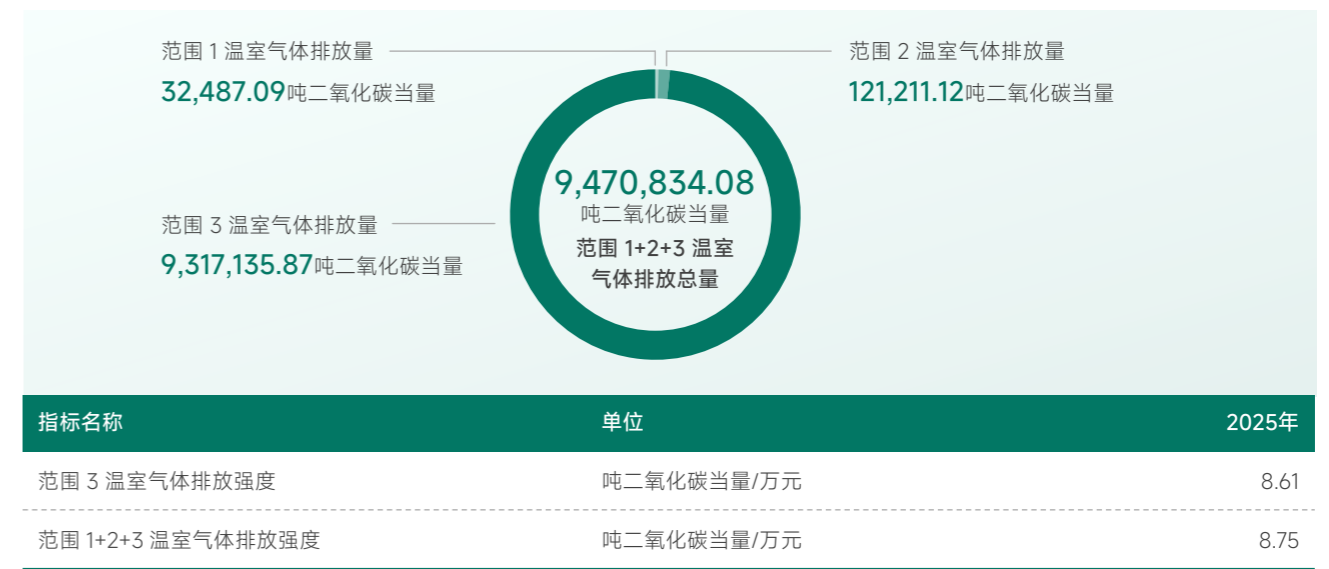 范围 1 温室气体排放量
32,487.09吨二氧化碳当量
范围 2 温室气体排放量
121,211.12吨二氧化碳当量
范围 3 温室气体排放量
9,317,135.87吨二氧化碳当量
9,470,834.08
吨二氧化碳当量
范围 1+2+3 温室
气体排放总量
指标名称 单位 2025年
范围 3 温室气体排放强度 吨二氧化碳当量/万元 8.61
范围 1+2+3 温室气体排放强度 吨二氧化碳当量/万元 8.75